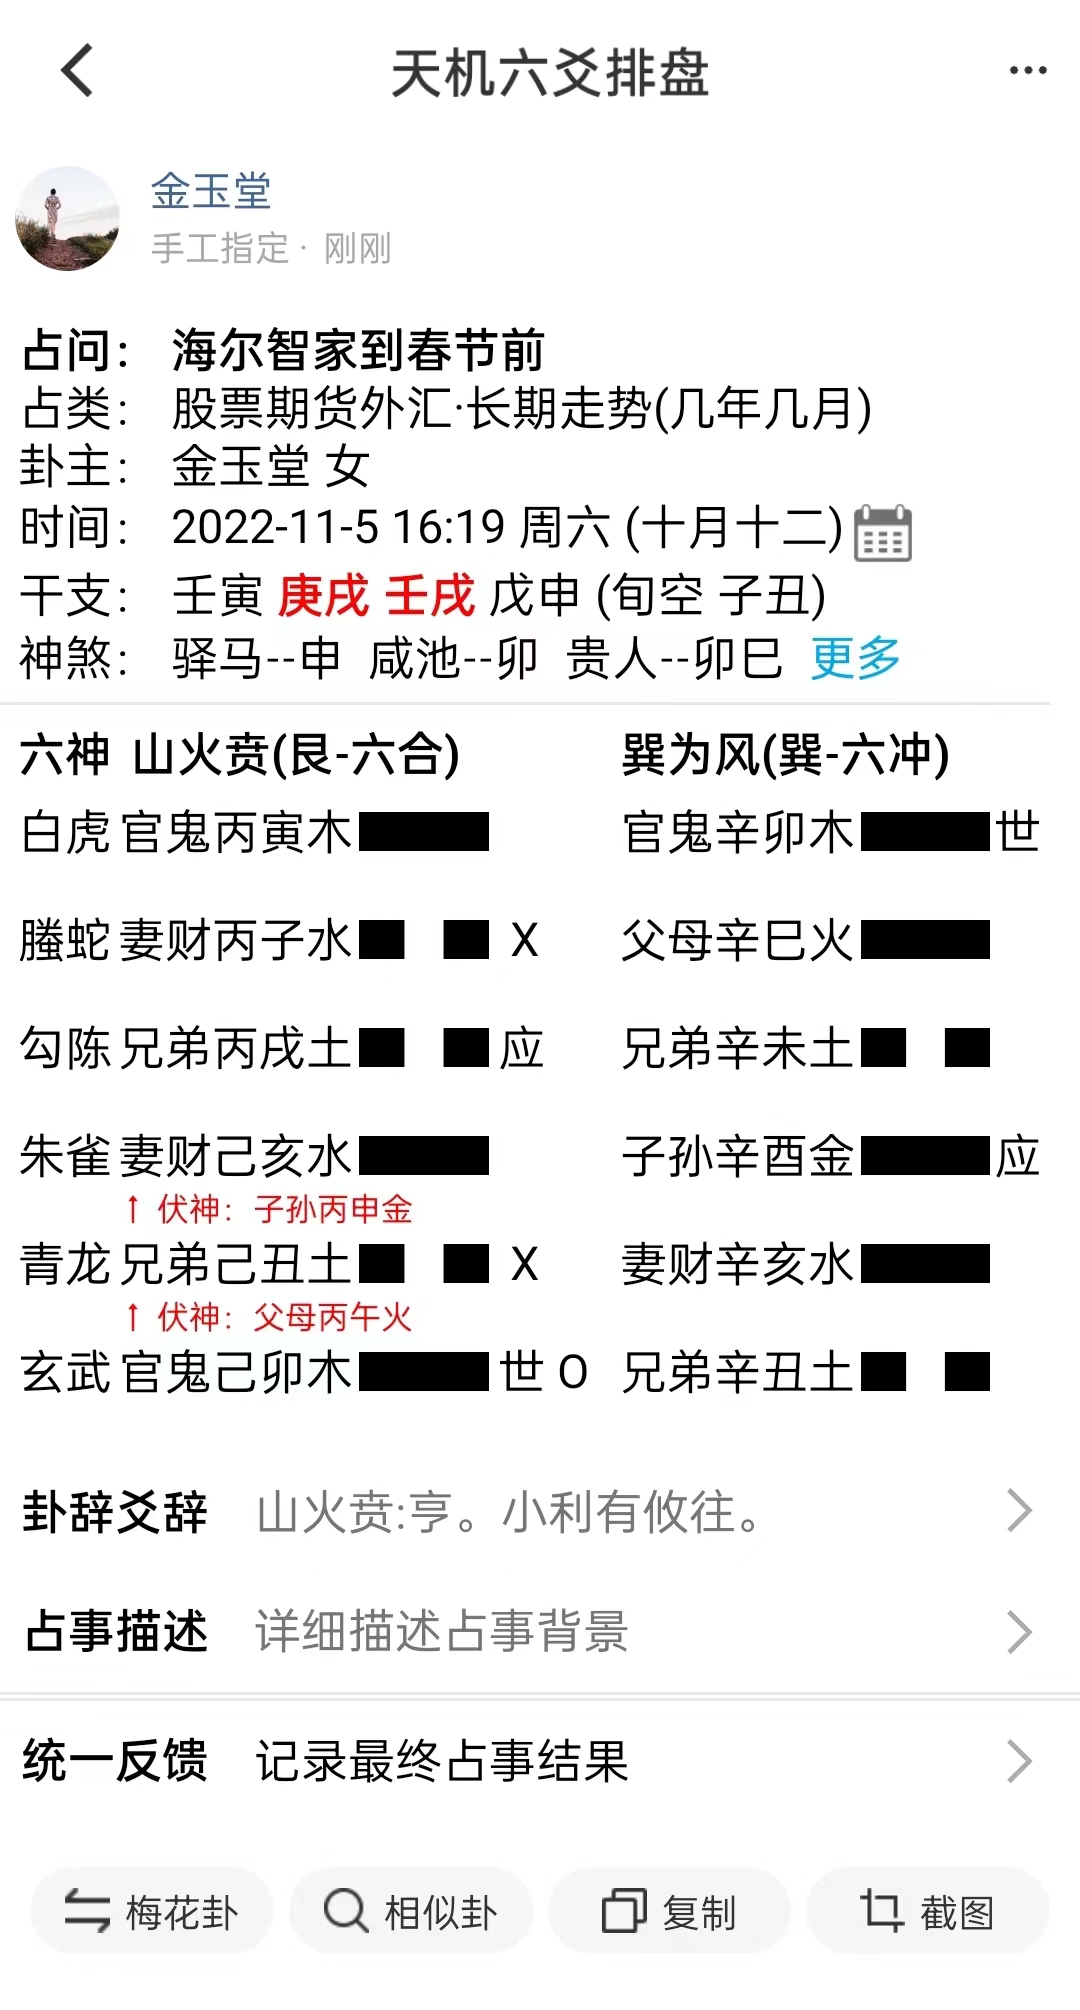 天机六爻排盘
金玉堂
手工指定 · 刚刚
占问： 海尔智家到春节前
占类： 股票期货外汇·长期走势(几年几月)
卦主： 金玉堂 女
时间： 2022-11-5 16:19 周六 (十月十二)
干支： 壬寅 庚戌 壬戌 戊申 (旬空 子丑)
神煞： 驿马--申 咸池--卯 贵人--卯巳 更多
六神 山火贲(艮-六合) 巽为风(巽-六冲)
白虎 官鬼丙寅木 官鬼辛卯木 世
螣蛇 妻财丙子水 X 父母辛巳火
勾陈 兄弟丙戌土 应 兄弟辛未土
朱雀 妻财己亥水 子孙辛酉金 应
↑ 伏神：子孙丙申金
青龙 兄弟己丑土 X 妻财辛亥水
↑ 伏神：父母丙午火
玄武 官鬼己卯木 世 O 兄弟辛丑土
卦辞爻辞 山火贲:亨。小利有攸往。
占事描述 详细描述占事背景
统一反馈 记录最终占事结果
梅花卦 相似卦 复制 截图